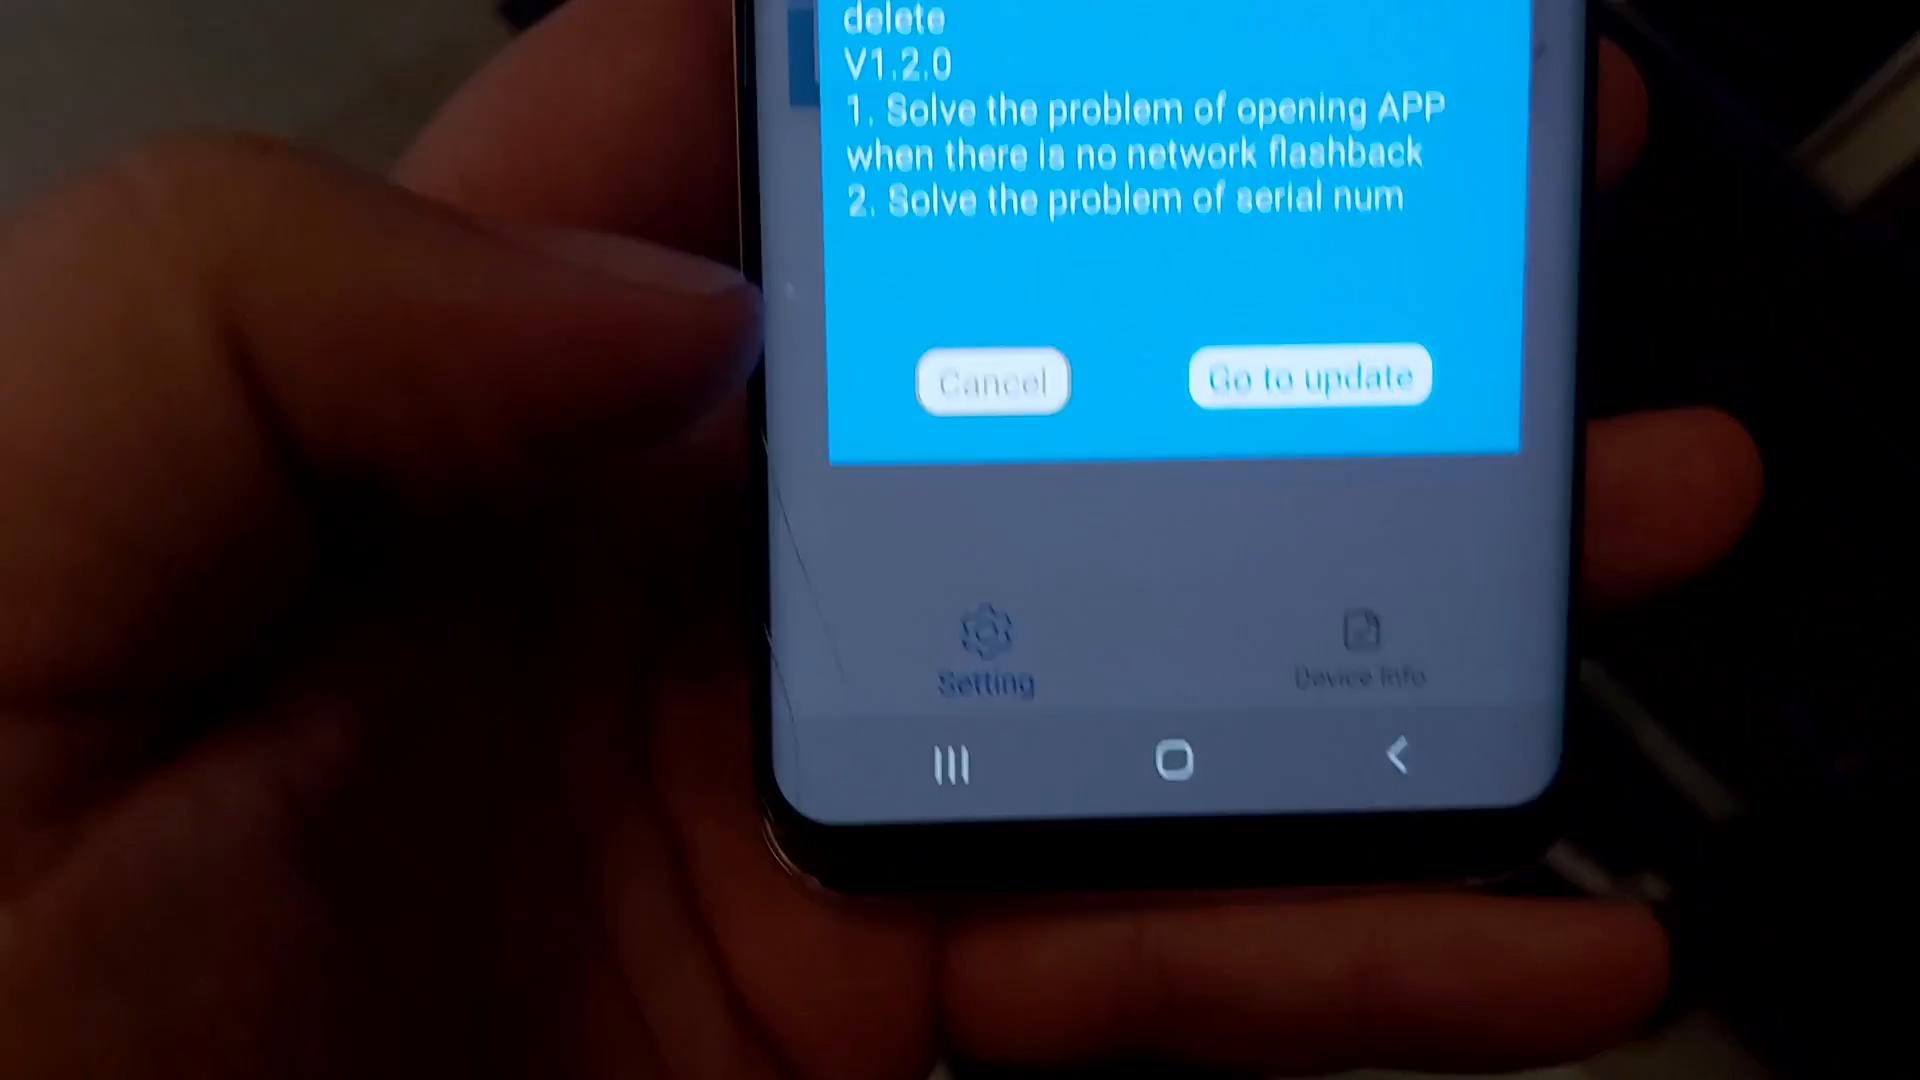 delete
V1.2.0
1. Solve the problem of opening APP
when there is no network flashback
2. Solve the problem of serial num
Cancel
Go to update
Setting
Device Info